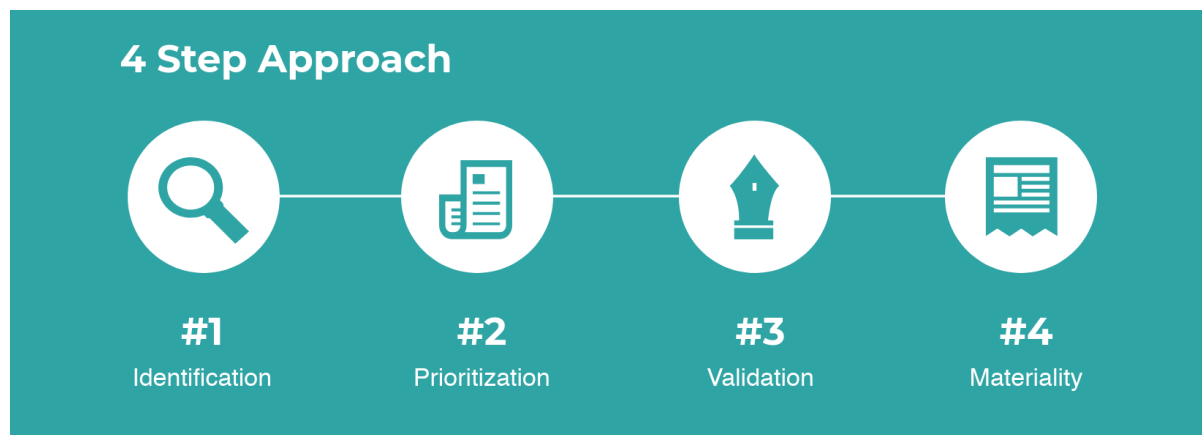 4 Step Approach
#1
Identification
#2
Prioritization
#3
Validation
#4
Materiality